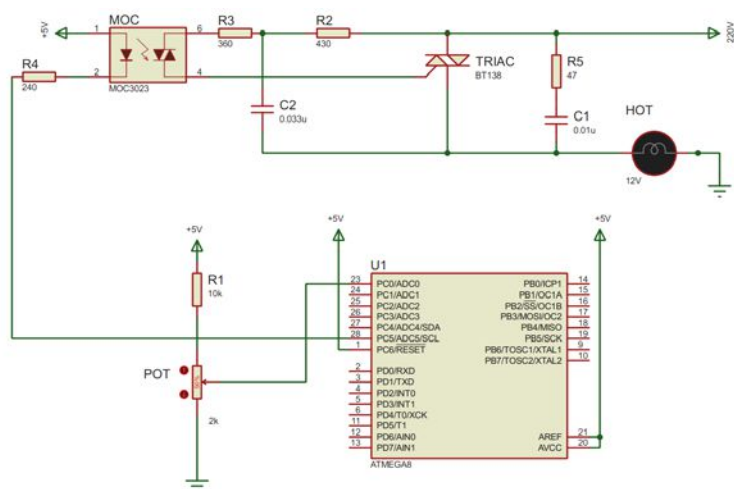 +5V
MOC
1
6
2
4
MOC3023
R3
360
R2
430
R4
240
TRIAC
BT138
R5
47
220V
C2
0.033u
C1
0.01u
HOT
12V
+5V
R1
10k
POT
2k
+5V
+5V
U1
23 PC0/ADC0 PB0/ICP1 14
24 PC1/ADC1 PB1/OC1A 15
25 PC2/ADC2 PB2/SS/OC1B 16
26 PC3/ADC3 PB3/MOSI/OC2 17
27 PC4/ADC4/SDA PB4/MISO 18
28 PC5/ADC5/SCL PB5/SCK 19
1 PC6/RESET PB6/TOSC1/XTAL1 9
PB7/TOSC2/XTAL2 10
2 PD0/RXD
3 PD1/TXD
4 PD2/INT0
5 PD3/INT1
6 PD4/T0/XCK
11 PD5/T1
12 PD6/AIN0 AREF 21
13 PD7/AIN1 AVCC 20
ATMEGA8